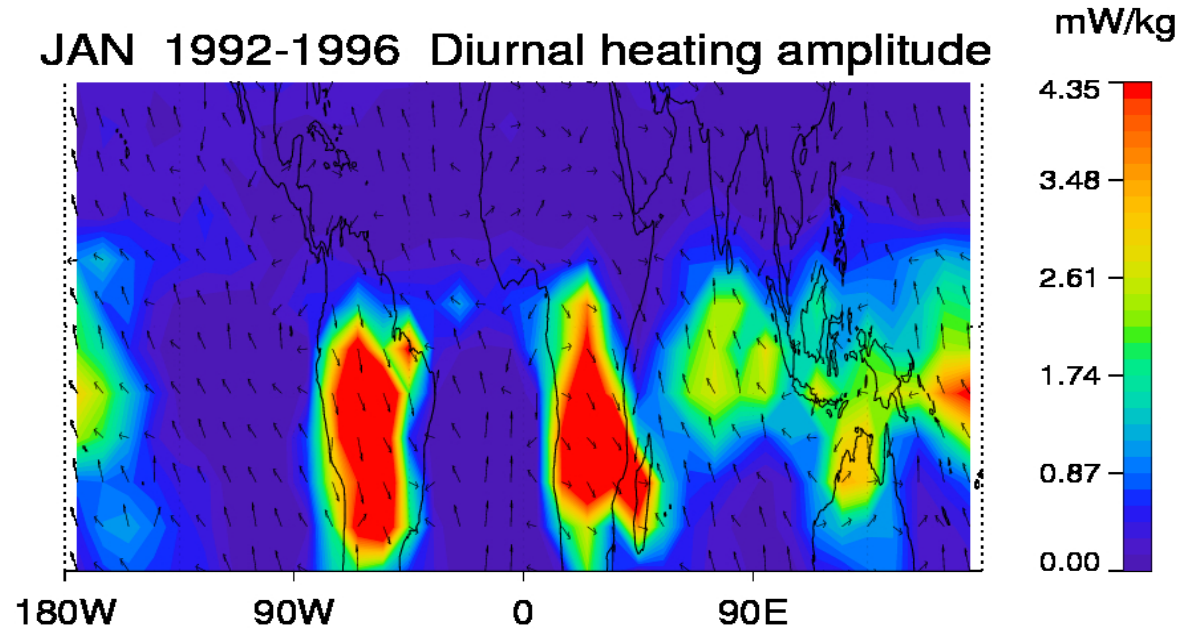 mW/kg
JAN 1992-1996 Diurnal heating amplitude
4.35
3.48
2.61
1.74
0.87
0.00
180W 90W 0 90E